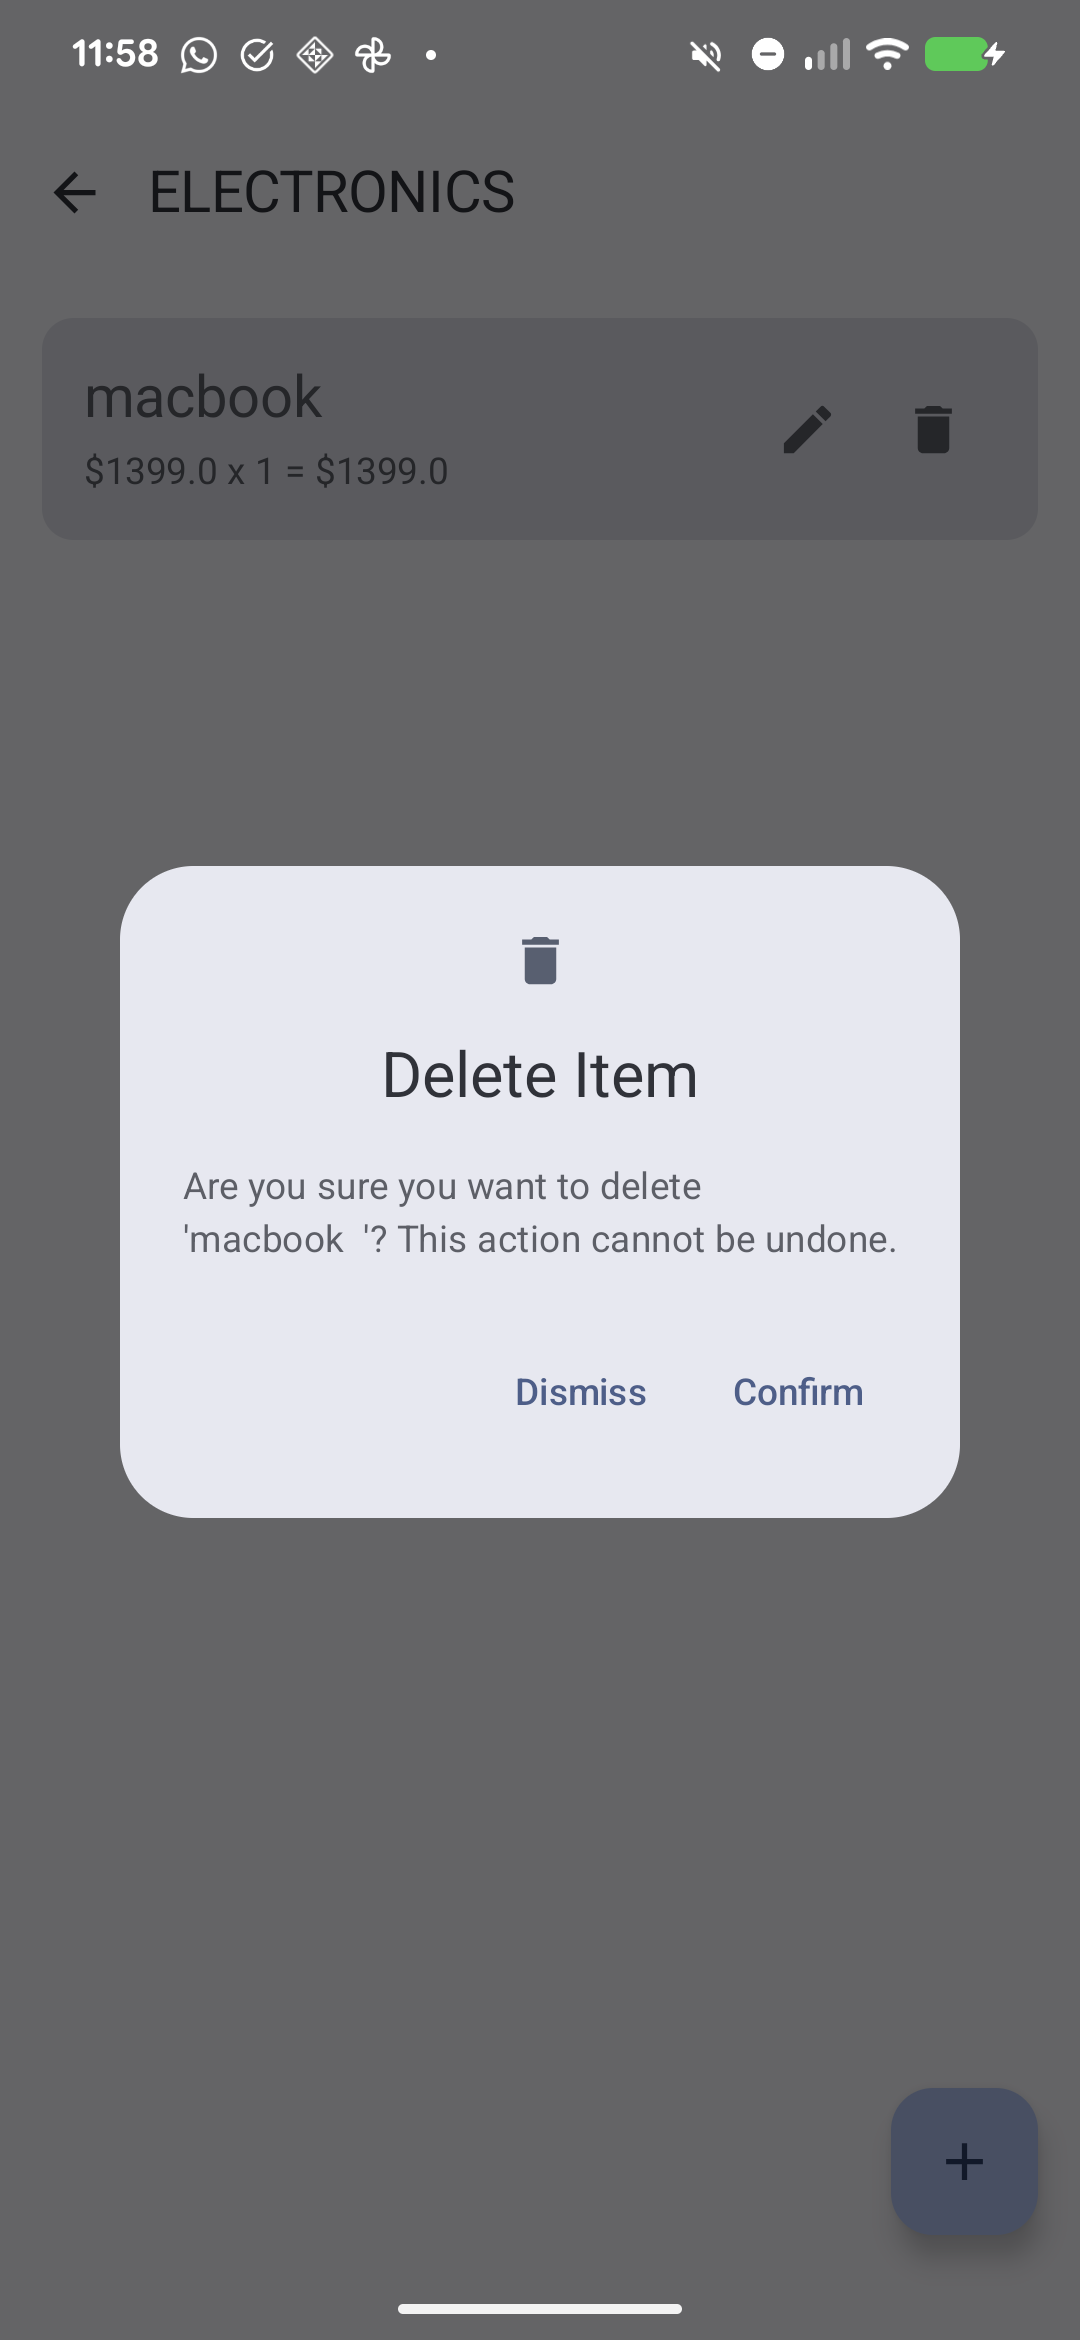 11:58
ELECTRONICS
macbook
$1399.0 x 1 = $1399.0
Delete Item
Are you sure you want to delete
'macbook  '? This action cannot be undone.
Dismiss
Confirm